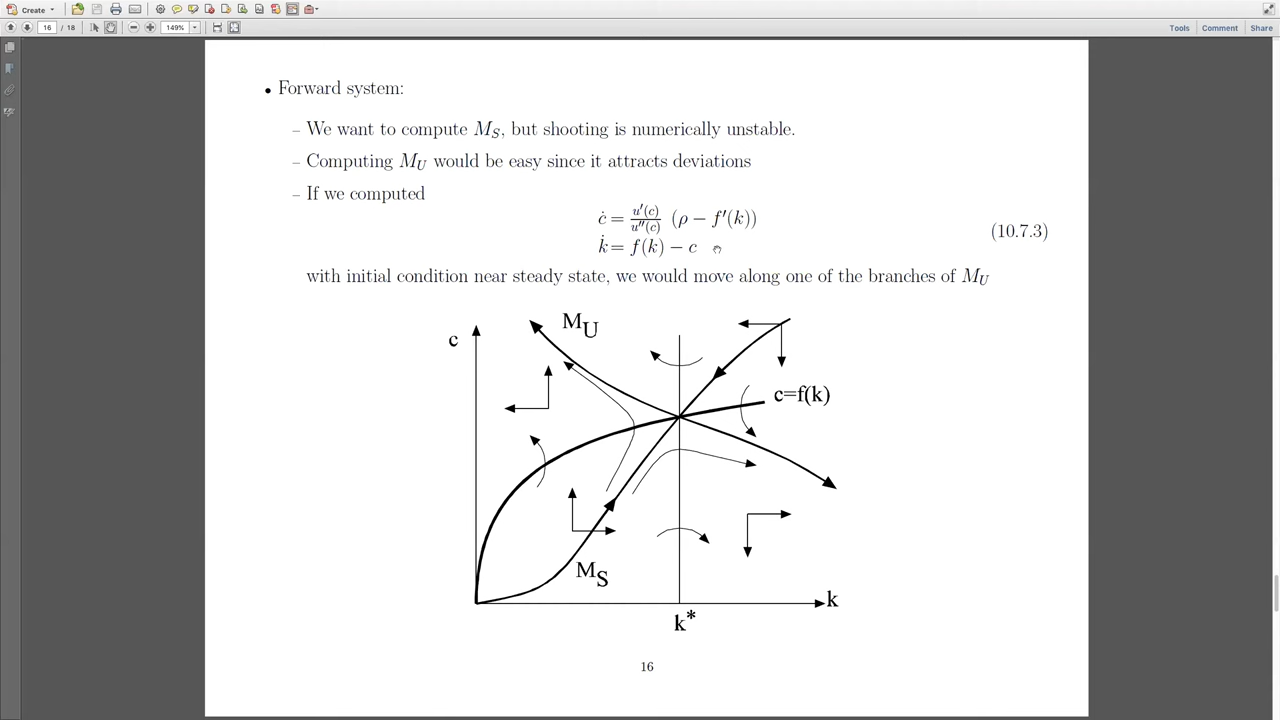 Create
16 / 18
149%
Tools Comment Share
• Forward system:
– We want to compute M_S, but shooting is numerically unstable.
– Computing M_U would be easy since it attracts deviations
– If we computed
ċ = u′(c)/u″(c) (ρ − f′(k))
k̇ = f(k) − c
(10.7.3)
with initial condition near steady state, we would move along one of the branches of M_U
M_U
c
c=f(k)
M_S
k
k*
16